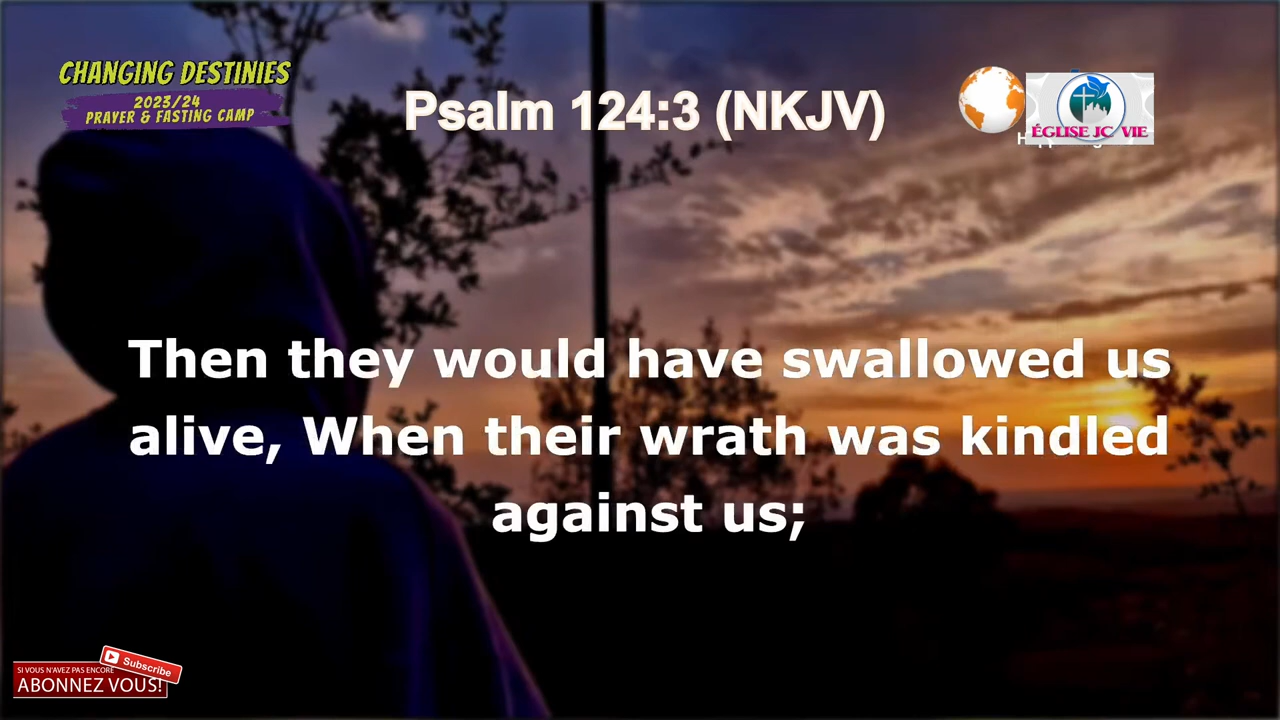 CHANGING DESTINIES
2023/24
PRAYER & FASTING CAMP
Psalm 124:3 (NKJV)
ÉGLISE JC VIE
Then they would have swallowed us
alive, When their wrath was kindled
against us;
Subscribe
SI VOUS N'AVEZ PAS ENCORE
ABONNEZ VOUS!